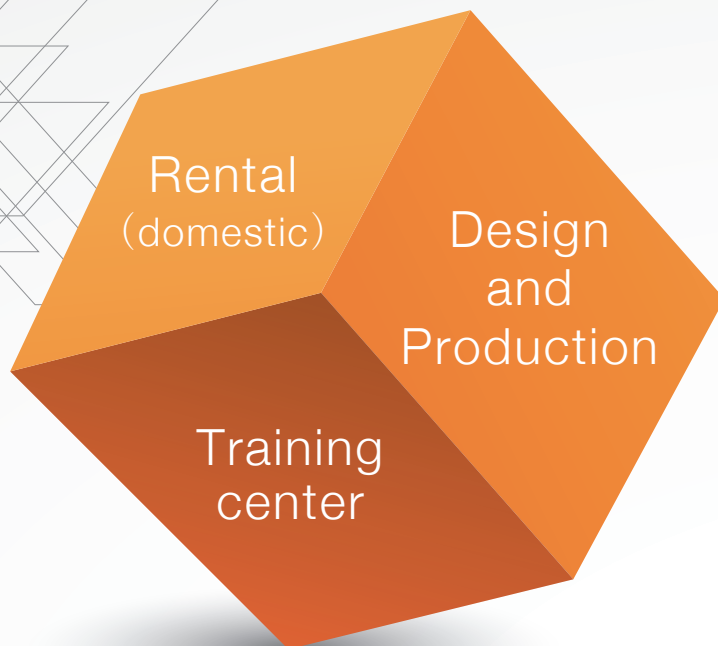 Rental
（domestic）
Design
and
Production
Training
center